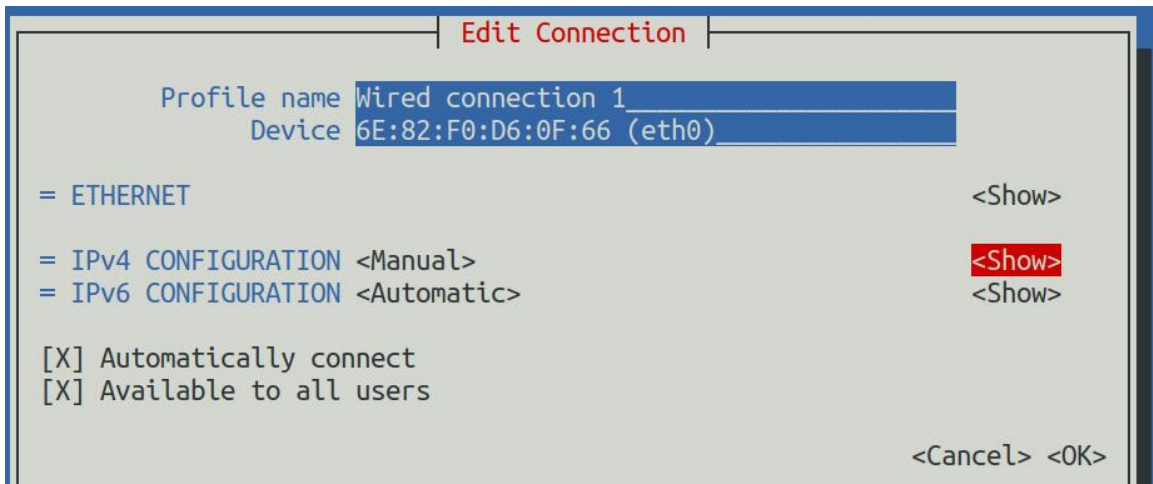 Edit Connection
Profile name Wired connection 1
Device 6E:82:F0:D6:0F:66 (eth0)
= ETHERNET <Show>
= IPv4 CONFIGURATION <Manual> <Show>
= IPv6 CONFIGURATION <Automatic> <Show>
[X] Automatically connect
[X] Available to all users
<Cancel> <OK>